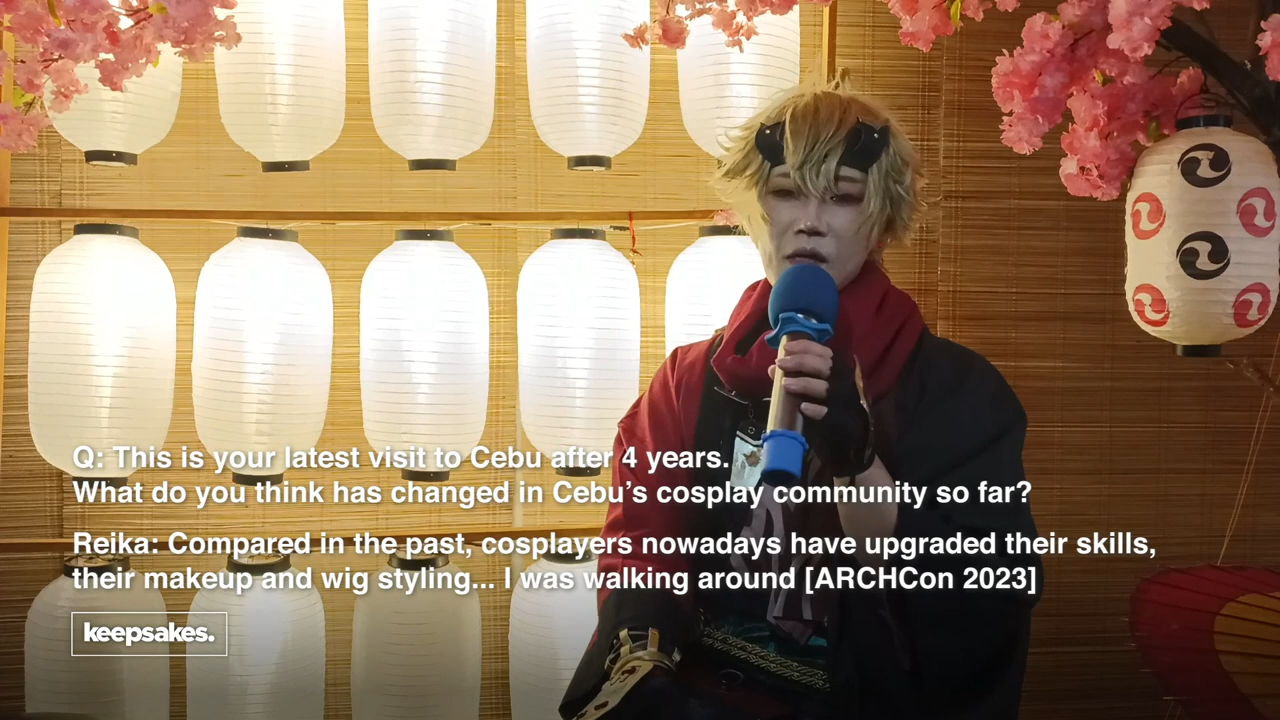 Q: This is your latest visit to Cebu after 4 years.
What do you think has changed in Cebu’s cosplay community so far?
Reika: Compared in the past, cosplayers nowadays have upgraded their skills,
their makeup and wig styling... I was walking around [ARCHCon 2023]
keepsakes.